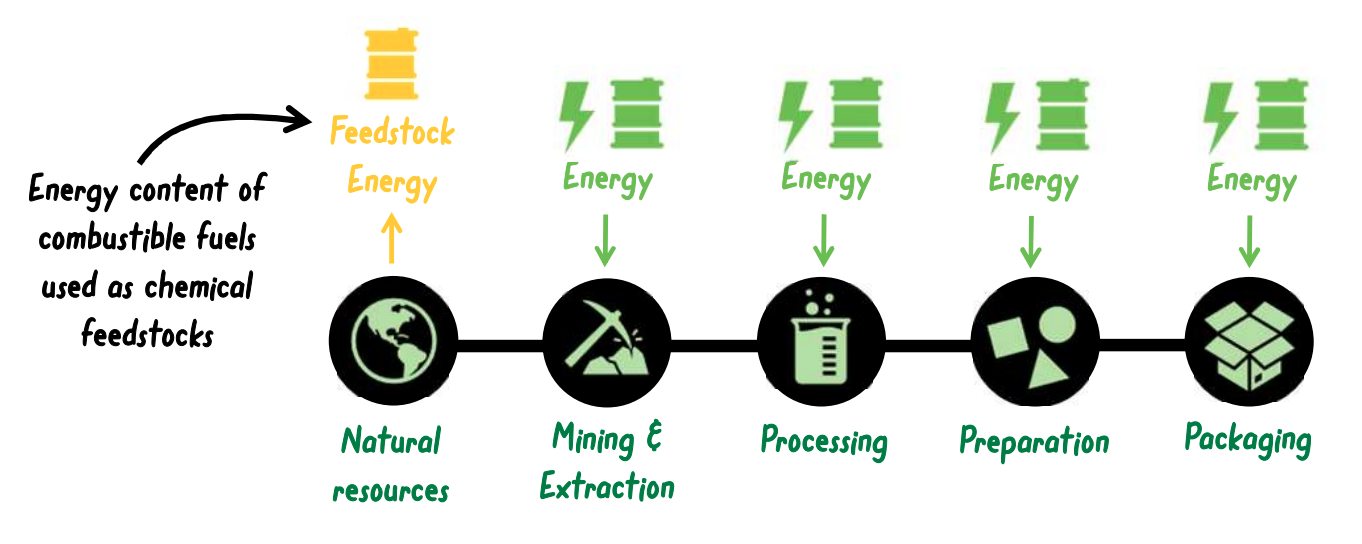 Feedstock
Energy
Energy
Energy
Energy
Energy
Energy content of
combustible fuels
used as chemical
feedstocks
Natural
resources
Mining &
Extraction
Processing
Preparation
Packaging